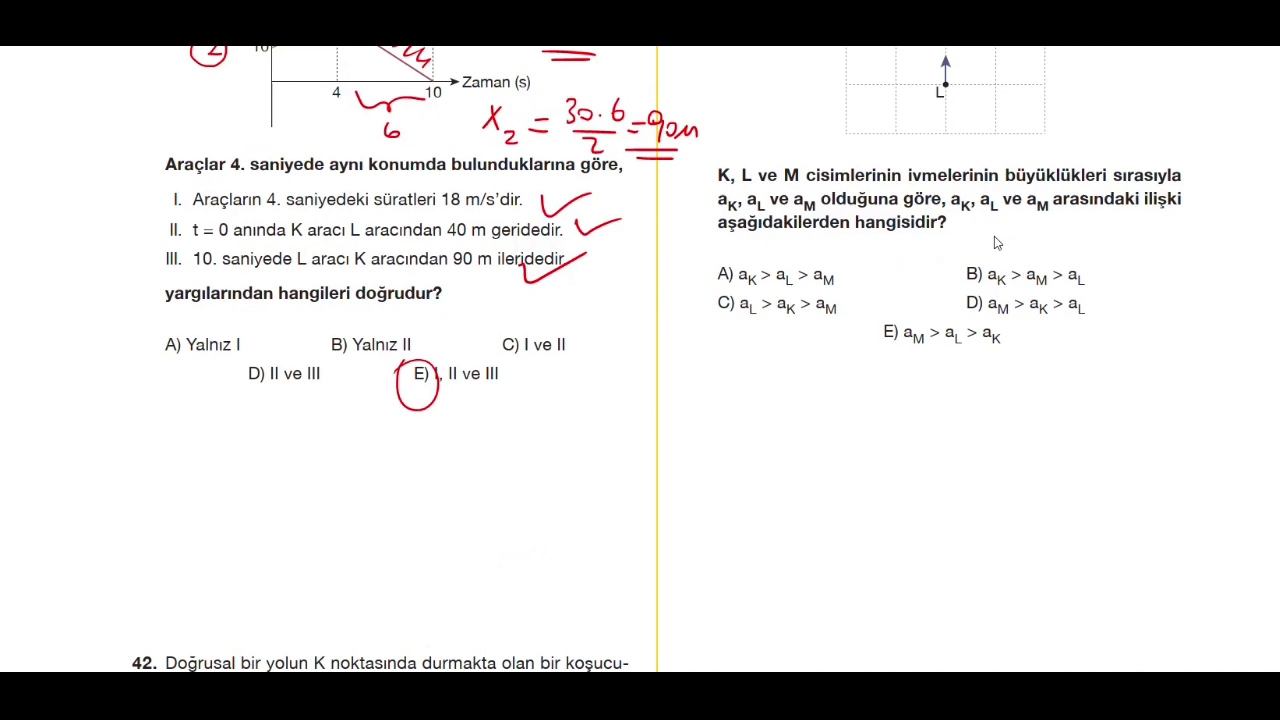 2
10
Zaman (s)
4
10
6
X2 = 30.6/2 = 90m
Araçlar 4. saniyede aynı konumda bulunduklarına göre,
I. Araçların 4. saniyedeki süratleri 18 m/s'dir.
II. t = 0 anında K aracı L aracından 40 m geridedir.
III. 10. saniyede L aracı K aracından 90 m ileridedir.
yargılarından hangileri doğrudur?
A) Yalnız I
B) Yalnız II
C) I ve II
D) II ve III
E) I, II ve III
42. Doğrusal bir yolun K noktasında durmakta olan bir koşucu-
L
K, L ve M cisimlerinin ivmelerinin büyüklükleri sırasıyla
aK, aL ve aM olduğuna göre, aK, aL ve aM arasındaki ilişki
aşağıdakilerden hangisidir?
A) aK > aL > aM
B) aK > aM > aL
C) aL > aK > aM
D) aM > aK > aL
E) aM > aL > aK